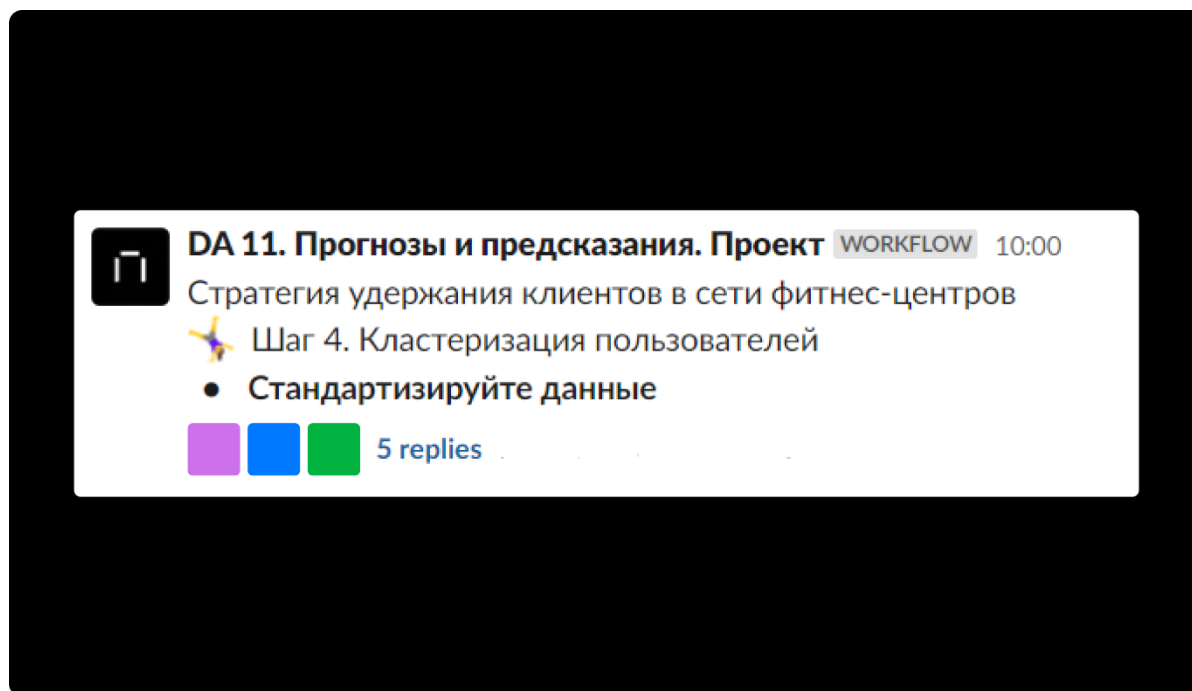 DA 11. Прогнозы и предсказания. Проект WORKFLOW 10:00
Стратегия удержания клиентов в сети фитнес-центров
Шаг 4. Кластеризация пользователей
• Стандартизируйте данные
5 replies